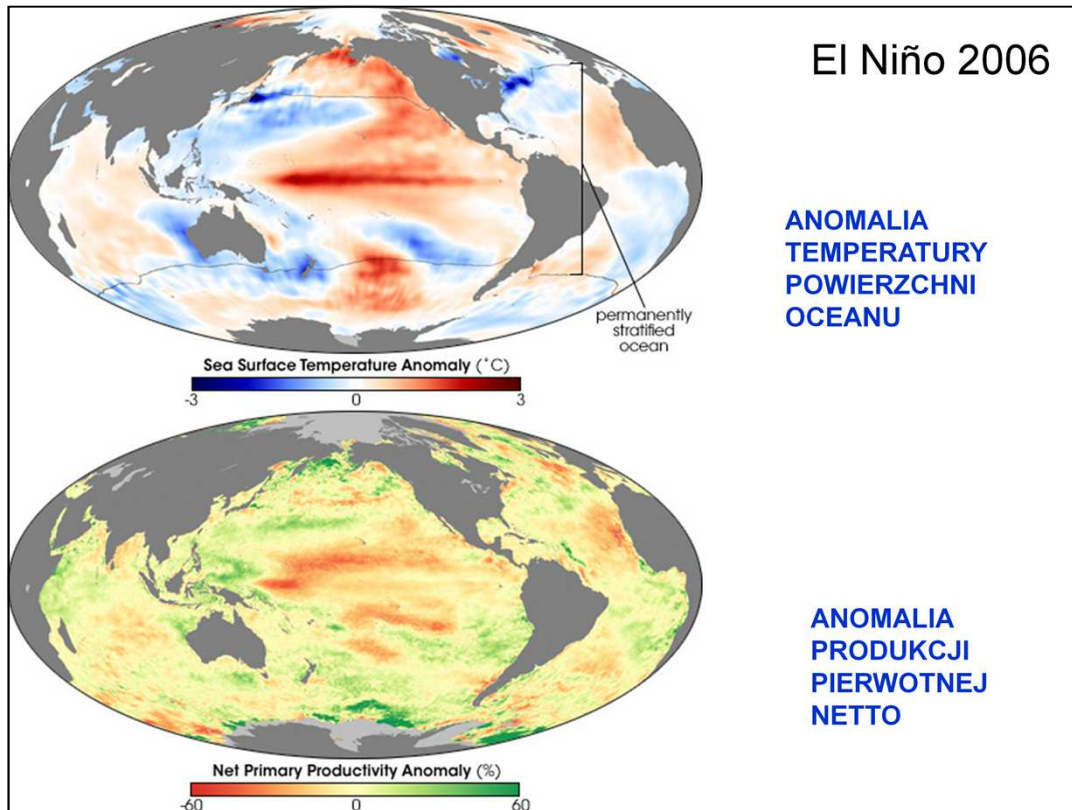 El Niño 2006
ANOMALIA
TEMPERATURY
POWIERZCHNI
OCEANU
permanently
stratified
ocean
Sea Surface Temperature Anomaly (˚C)
-3 0 3
ANOMALIA
PRODUKCJI
PIERWOTNEJ
NETTO
Net Primary Productivity Anomaly (%)
-60 0 60